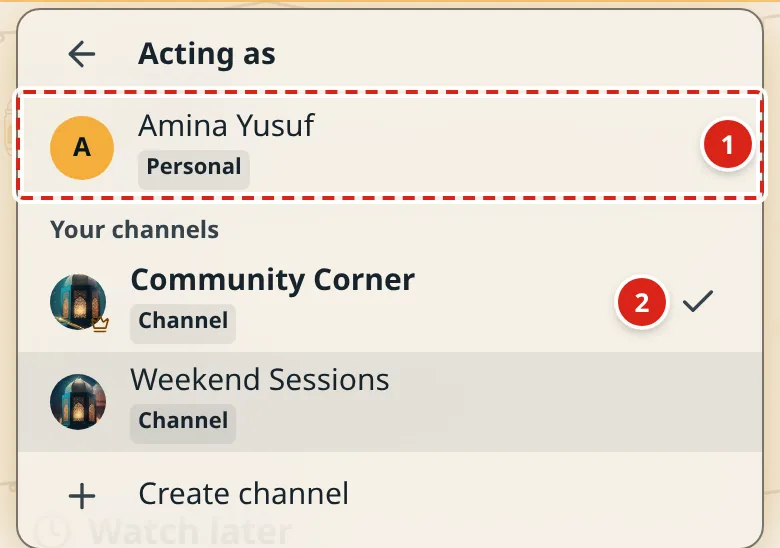 Acting as
A
Amina Yusuf
Personal
1
Your channels
Community Corner
Channel
2
Weekend Sessions
Channel
Create channel
Watch later